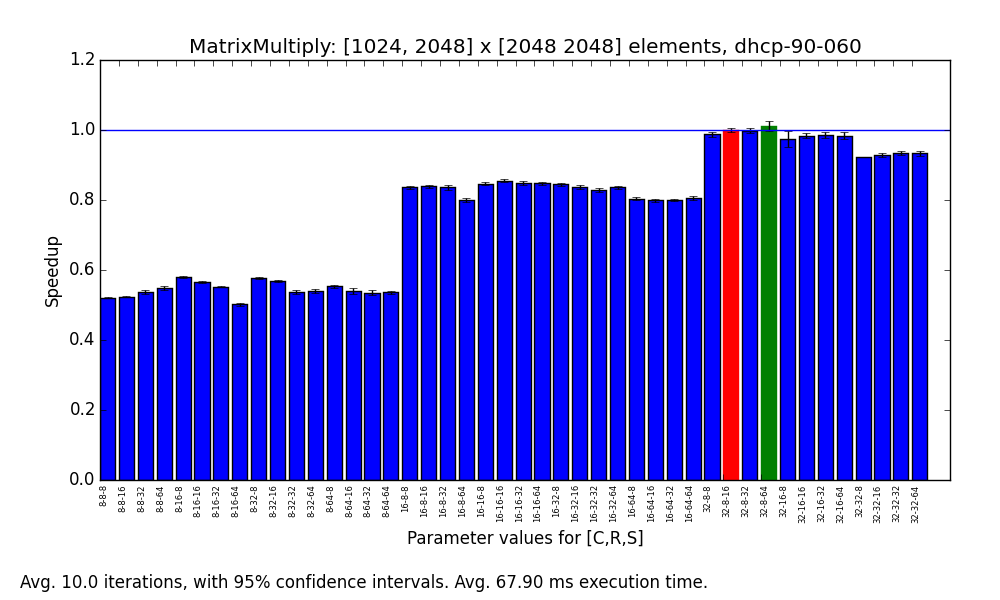 MatrixMultiply: [1024, 2048] x [2048 2048] elements, dhcp-90-060
1.2
1.0
0.8
0.6
0.4
0.2
0.0
Speedup
8-8-8 8-8-16 8-8-32 8-8-64 8-16-8 8-16-16 8-16-32 8-16-64 8-32-8 8-32-16 8-32-32 8-32-64 8-64-8 8-64-16 8-64-32 8-64-64 16-8-8 16-8-16 16-8-32 16-8-64 16-16-8 16-16-16 16-16-32 16-16-64 16-32-8 16-32-16 16-32-32 16-32-64 16-64-8 16-64-16 16-64-32 16-64-64 32-8-8 32-8-16 32-8-32 32-8-64 32-16-8 32-16-16 32-16-32 32-16-64 32-32-8 32-32-16 32-32-32 32-32-64
Parameter values for [C,R,S]
Avg. 10.0 iterations, with 95% confidence intervals. Avg. 67.90 ms execution time.